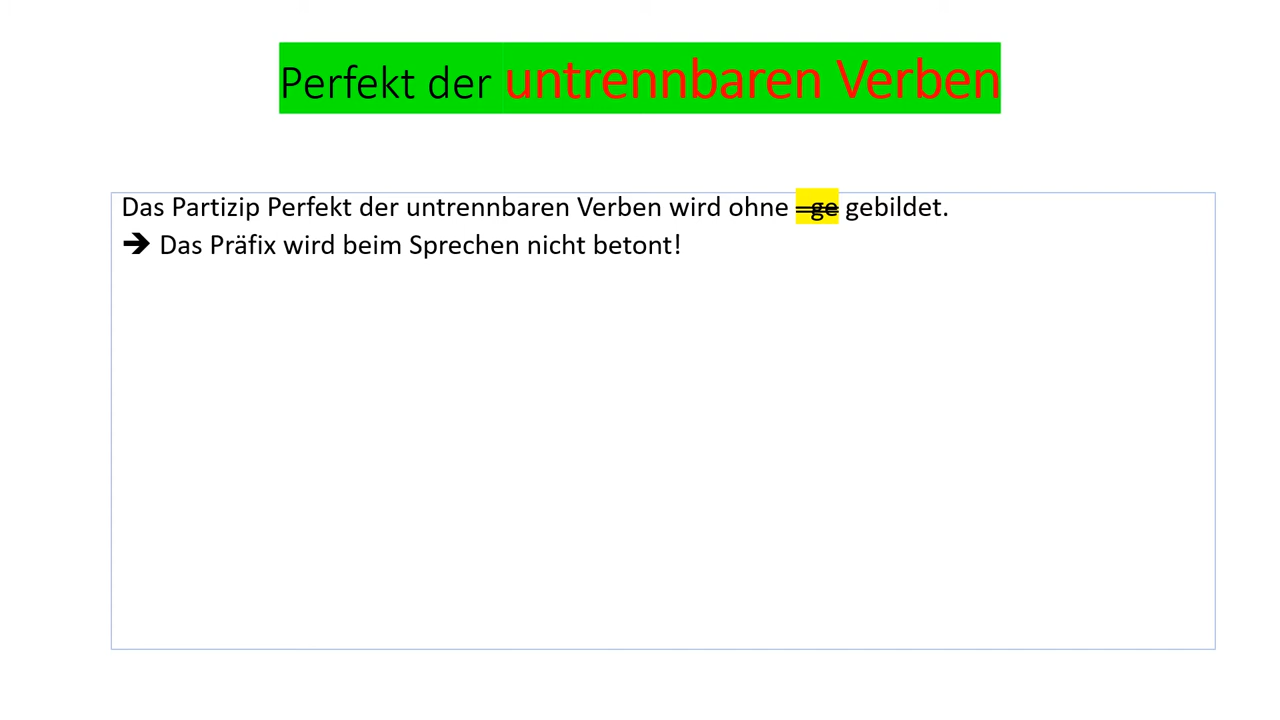 Perfekt der untrennbaren Verben
Das Partizip Perfekt der untrennbaren Verben wird ohne –ge gebildet.
➔ Das Präfix wird beim Sprechen nicht betont!